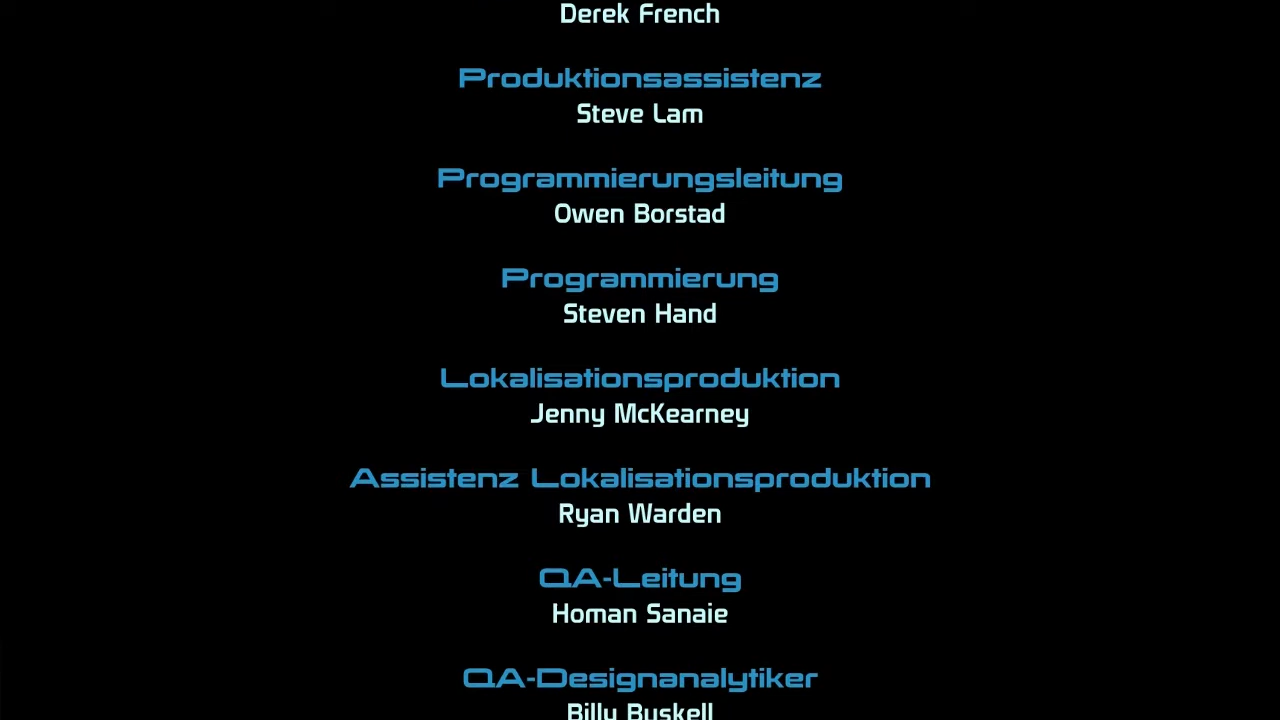 Derek French
Produktionsassistenz
Steve Lam
Programmierungsleitung
Owen Borstad
Programmierung
Steven Hand
Lokalisationsproduktion
Jenny McKearney
Assistenz Lokalisationsproduktion
Ryan Warden
QA-Leitung
Homan Sanaie
QA-Designanalytiker
Billy Buskell